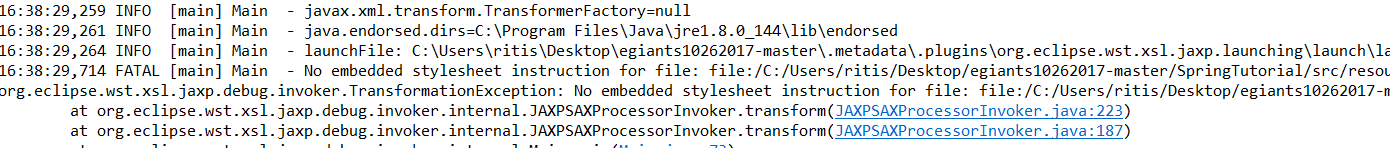 16:38:29,259 INFO  [main] Main  - javax.xml.transform.TransformerFactory=null
16:38:29,261 INFO  [main] Main  - java.endorsed.dirs=C:\Program Files\Java\jre1.8.0_144\lib\endorsed
16:38:29,264 INFO  [main] Main  - launchFile: C:\Users\ritis\Desktop\egiants10262017-master\.metadata\.plugins\org.eclipse.wst.xsl.jaxp.launching\launch\la
16:38:29,714 FATAL [main] Main  - No embedded stylesheet instruction for file: file:/C:/Users/ritis/Desktop/egiants10262017-master/SpringTutorial/src/resou
org.eclipse.wst.xsl.jaxp.debug.invoker.TransformationException: No embedded stylesheet instruction for file: file:/C:/Users/ritis/Desktop/egiants10262017-m
at org.eclipse.wst.xsl.jaxp.debug.invoker.internal.JAXPSAXProcessorInvoker.transform(JAXPSAXProcessorInvoker.java:223)
at org.eclipse.wst.xsl.jaxp.debug.invoker.internal.JAXPSAXProcessorInvoker.transform(JAXPSAXProcessorInvoker.java:187)